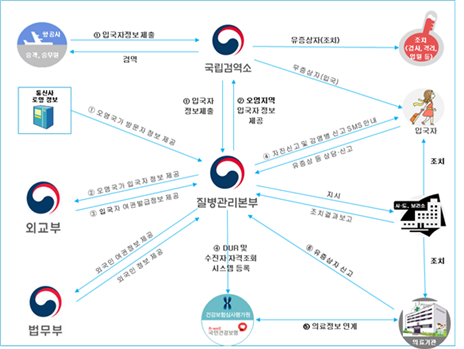 항공사
승객, 승무원
① 입국자정보 제출
검역
국립검역소
유증상자(조치)
조치
(검사, 격리,
입원 등)
무증상자(입국)
통신사
로밍 정보
① 오염국가 방문자 정보 제공
① 입국자
정보제출
② 오염지역
입국자 정보
제공
④ 자진신고 및 감염병 신고 SMS 안내
유증상 등 상담·신고
입국자
조치
② 오염국가 입국자 정보 제공
③ 입국자 여권발급정보 제공
외교부
질병관리본부
지시
조치결과보고
시·도, 보건소
외국인 여권정보 제공
외국인 정보 제공
법무부
④ DUR 및
수진자 자격조회
시스템 등록
⑥ 유증상자 신고
조치
건강보험심사평가원
국민건강보험
⑤ 의료정보 연계
의료기관